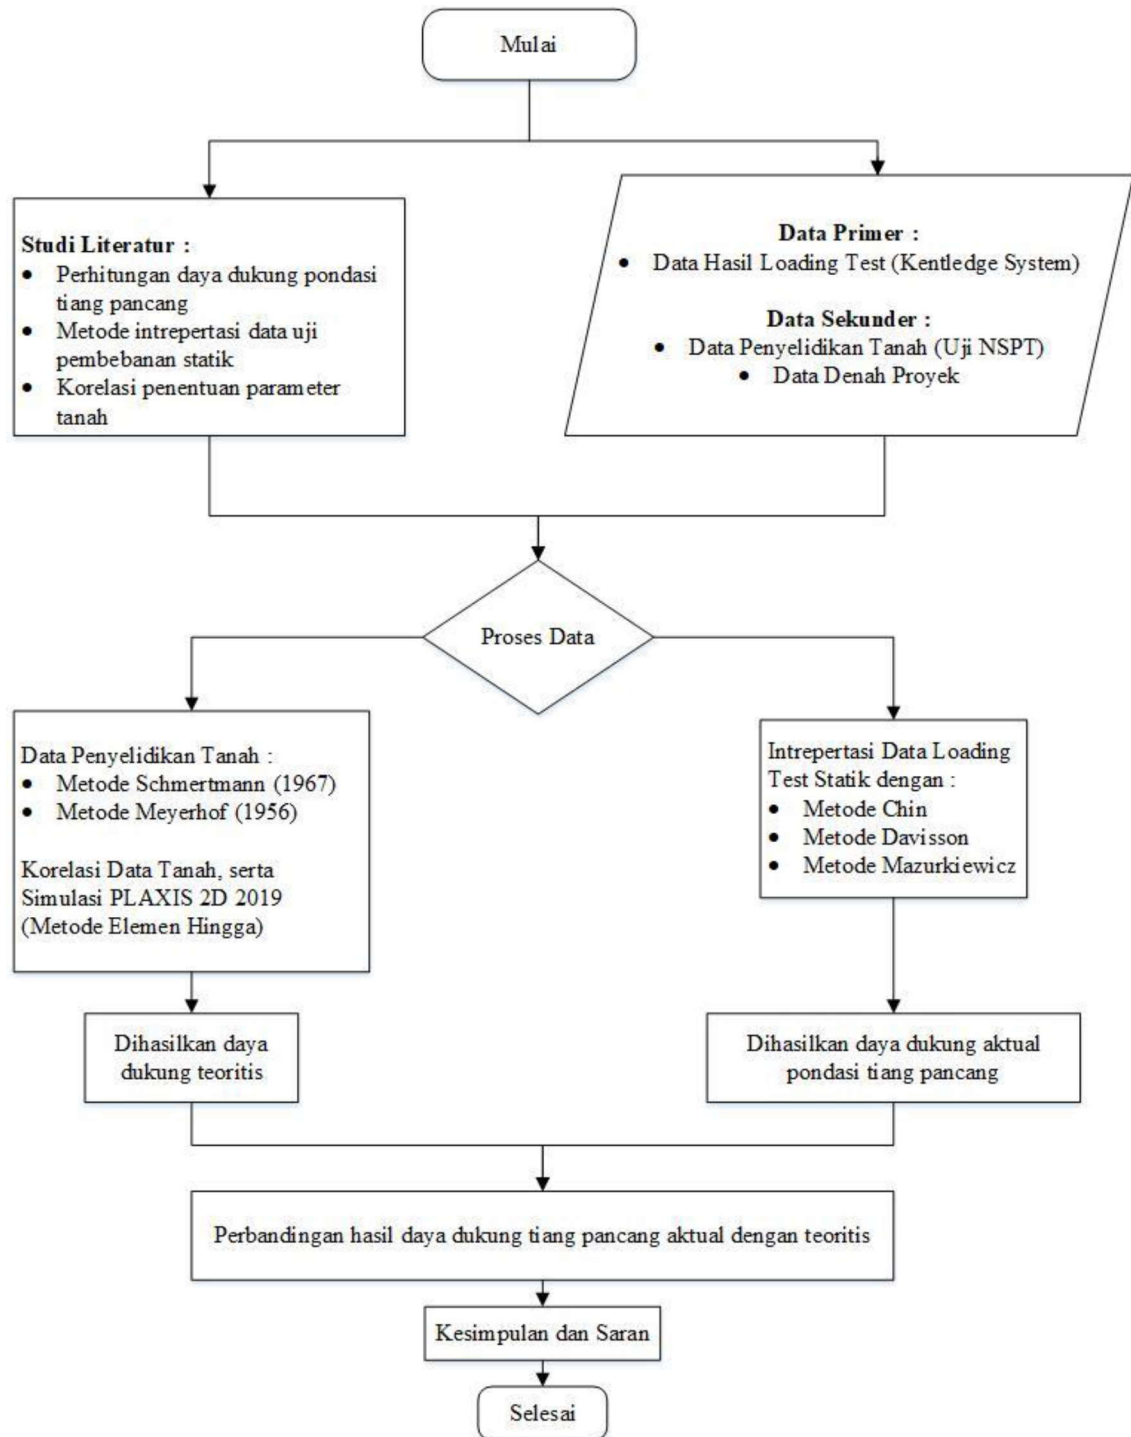 Mulai
Studi Literatur :
• Perhitungan daya dukung pondasi
tiang pancang
• Metode intrepertasi data uji
pembebanan statik
• Korelasi penentuan parameter
tanah
Data Primer :
• Data Hasil Loading Test (Kentledge System)
Data Sekunder :
• Data Penyelidikan Tanah (Uji NSPT)
• Data Denah Proyek
Proses Data
Data Penyelidikan Tanah :
• Metode Schmertmann (1967)
• Metode Meyerhof (1956)
Korelasi Data Tanah, serta
Simulasi PLAXIS 2D 2019
(Metode Elemen Hingga)
Intrepertasi Data Loading
Test Statik dengan :
• Metode Chin
• Metode Davisson
• Metode Mazurkiewicz
Dihasilkan daya
dukung teoritis
Dihasilkan daya dukung aktual
pondasi tiang pancang
Perbandingan hasil daya dukung tiang pancang aktual dengan teoritis
Kesimpulan dan Saran
Selesai